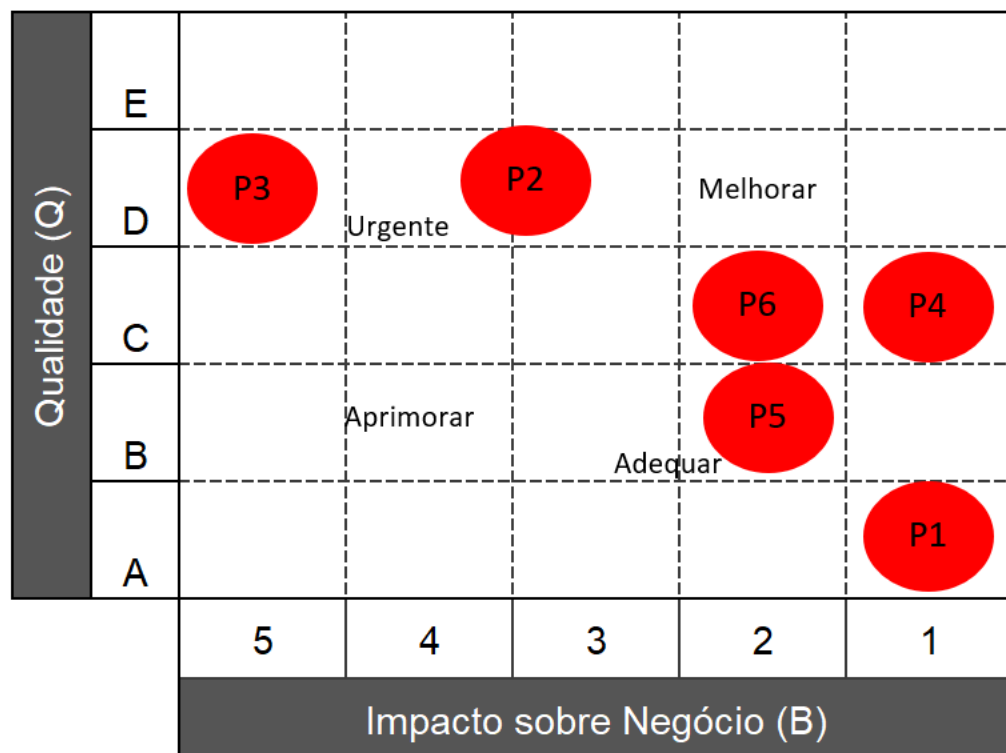 Qualidade (Q)
E
D
C
B
A
P3
P2
Melhorar
Urgente
P6
P4
Aprimorar
P5
Adequar
P1
5 4 3 2 1
Impacto sobre Negócio (B)